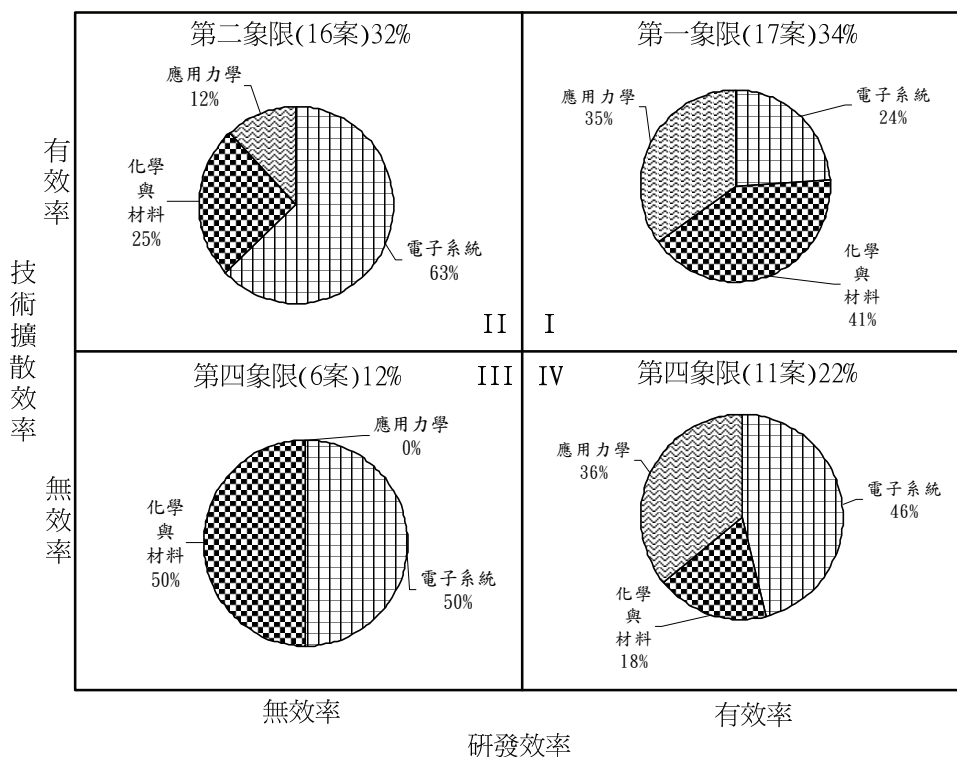 第二象限(16案)32%
應用力學
12%
化學
與
材料
25%
電子系統
63%
II
第一象限(17案)34%
應用力學
35%
電子系統
24%
化學
與
材料
41%
I
第四象限(6案)12%
III
應用力學
0%
化學
與
材料
50%
電子系統
50%
IV
第四象限(11案)22%
應用力學
36%
電子系統
46%
化學
與
材料
18%
有效率
技術擴散效率
無效率
無效率
有效率
研發效率